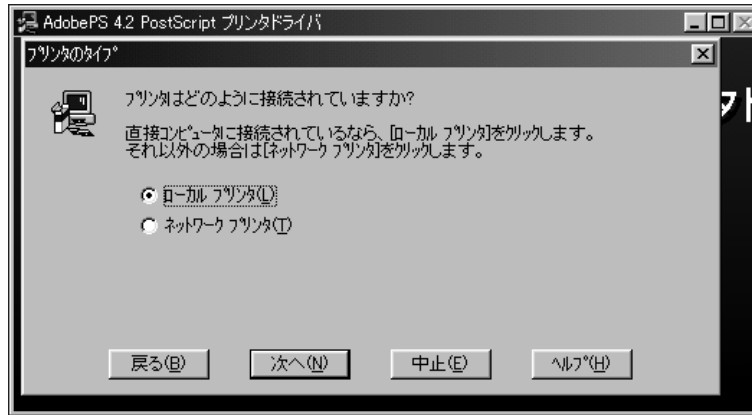 AdobePS 4.2 PostScript プリンタドライバ
プリンタのタイプ
プリンタはどのように接続されていますか?
直接コンピュータに接続されているなら、[ローカル プリンタ]をクリックします。
それ以外の場合は[ネットワーク プリンタ]をクリックします。
ローカル プリンタ(L)
ネットワーク プリンタ(T)
戻る(B) 次へ(N) 中止(E) ヘルプ(H)